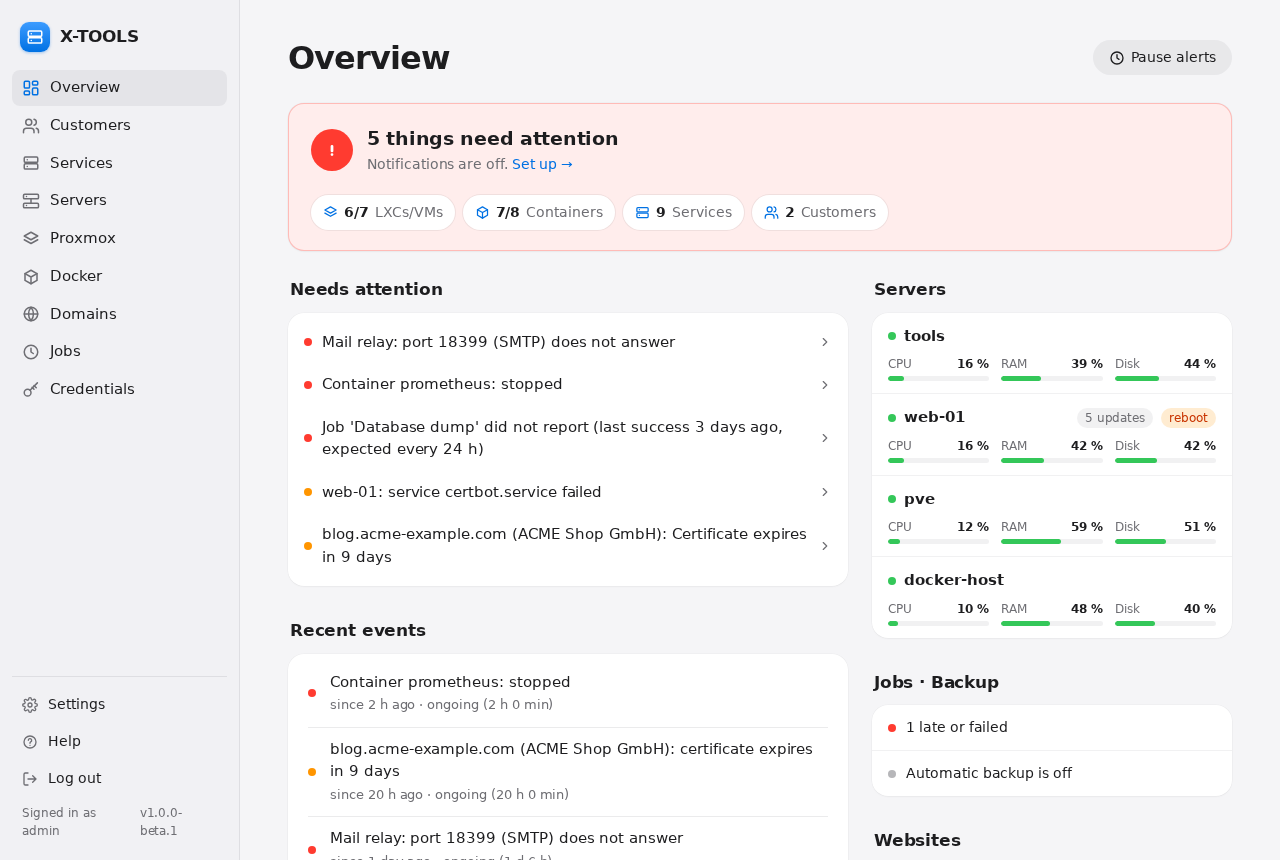 X-TOOLS
Overview
Customers
Services
Servers
Proxmox
Docker
Domains
Jobs
Credentials
Settings
Help
Log out
Signed in as admin
v1.0.0-beta.1
Overview
Pause alerts
5 things need attention
Notifications are off. Set up →
6/7 LXCs/VMs
7/8 Containers
9 Services
2 Customers
Needs attention
Mail relay: port 18399 (SMTP) does not answer
Container prometheus: stopped
Job 'Database dump' did not report (last success 3 days ago,
expected every 24 h)
web-01: service certbot.service failed
blog.acme-example.com (ACME Shop GmbH): Certificate expires
in 9 days
Recent events
Container prometheus: stopped
since 2 h ago · ongoing (2 h 0 min)
blog.acme-example.com (ACME Shop GmbH): certificate expires
in 9 days
since 20 h ago · ongoing (20 h 0 min)
Mail relay: port 18399 (SMTP) does not answer
since 1 day ago · ongoing (1 d 6 h)
Servers
tools
CPU 16 % RAM 39 % Disk 44 %
web-01 5 updates reboot
CPU 16 % RAM 42 % Disk 42 %
pve
CPU 12 % RAM 59 % Disk 51 %
docker-host
CPU 10 % RAM 48 % Disk 40 %
Jobs · Backup
1 late or failed
Automatic backup is off
Websites